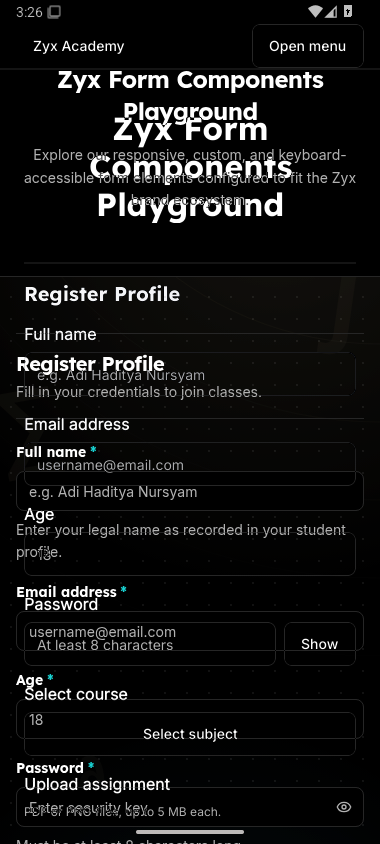 3:26
Zyx Academy
Open menu
Zyx Form Components
Playground
Zyx Form
Components
Playground
Explore our responsive, custom, and keyboard-
accessible form elements configured to fit the Zyx
brand ecosystem.
Register Profile
Full name
Register Profile
e.g. Adi Haditya Nursyam
Fill in your credentials to join classes.
Email address
Full name *
username@email.com
e.g. Adi Haditya Nursyam
Age
Enter your legal name as recorded in your student
profile.
Email address *
Password
username@email.com
At least 8 characters
Show
Age *
Select course
18
Select subject
Password *
Upload assignment
Enter security key
PDF or PNG files, up to 5 MB each.
Must be at least 8 characters long